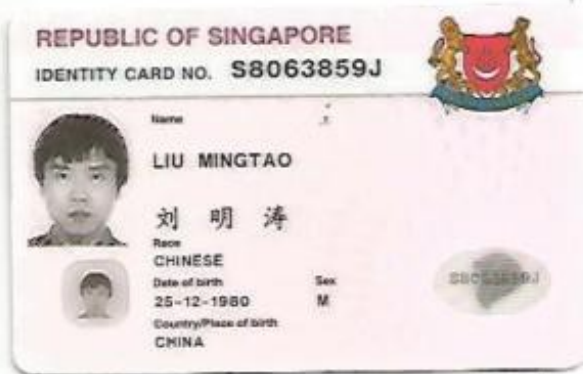 REPUBLIC OF SINGAPORE
IDENTITY CARD NO. S8063859J
Name
LIU MINGTAO
刘 明 涛
Race
CHINESE
Date of birth Sex
25-12-1980 M
Country/Place of birth
CHINA